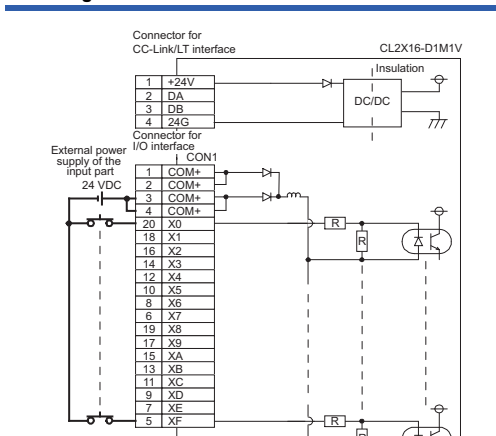 Connector for
CC-Link/LT interface
CL2X16-D1M1V
Insulation
1 +24V
2 DA
3 DB
4 24G
DC/DC
Connector for
I/O interface
CON1
External power
supply of the
input part
24 VDC
1 COM+
2 COM+
3 COM+
4 COM+
20 X0
18 X1
16 X2
14 X3
12 X4
10 X5
8 X6
6 X7
19 X8
17 X9
15 XA
13 XB
11 XC
9 XD
7 XE
5 XF
R
R
R
R